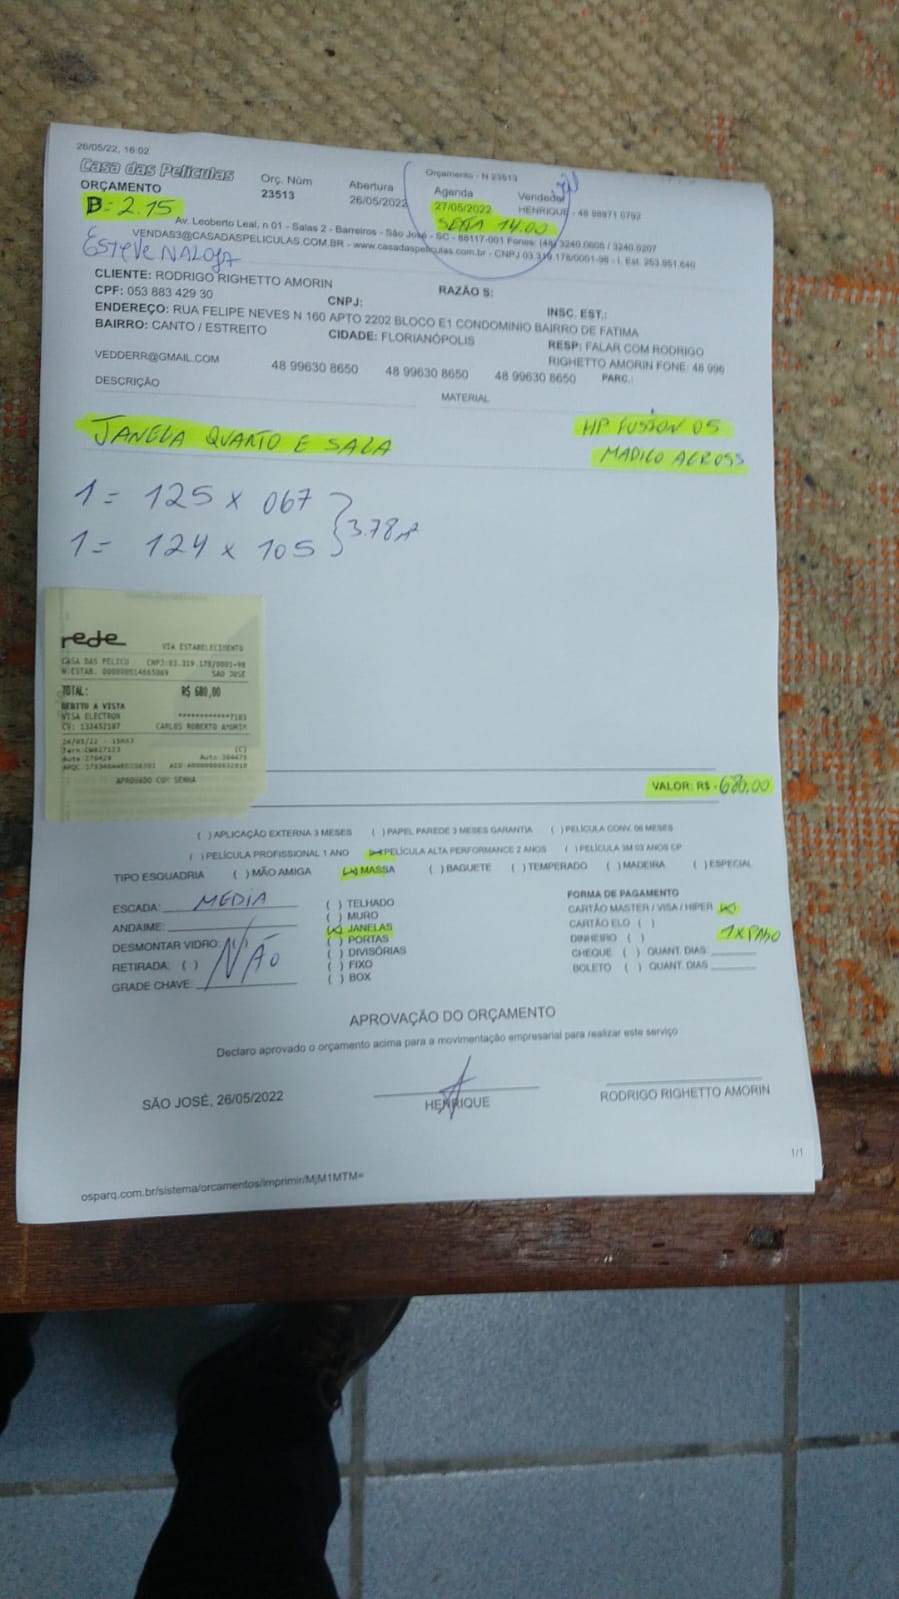 26/05/22, 16:02
Orçamento - N 23513
Casa das Películas
Orç. Núm
Abertura
Agenda
Vendedor
ORÇAMENTO
23513
26/05/2022
27/05/2022
HENRIQUE - 48 98871 0792
B= 2.15
SEXTA 14.00
Av. Leoberto Leal, n 01 - Salas 2 - Barreiros - São José - SC - 88117-001 Fones: (48) 3240.0606 / 3240.0207
VENDAS3@CASADASPELICULAS.COM.BR - www.casadaspeliculas.com.br - CNPJ 03.319.178/0001-98 - I. Est. 253.951.640
ESTEVE NA LOJA
CLIENTE: RODRIGO RIGHETTO AMORIN
RAZÃO S:
CPF: 053 883 429 30
CNPJ:
INSC. EST.:
ENDEREÇO: RUA FELIPE NEVES N 160 APTO 2202 BLOCO E1 CONDOMINIO BAIRRO DE FATIMA
BAIRRO: CANTO / ESTREITO
CIDADE: FLORIANÓPOLIS
RESP: FALAR COM RODRIGO
RIGHETTO AMORIN FONE: 48 996
VEDDERR@GMAIL.COM
48 99630 8650
48 99630 8650
48 99630 8650
PARC.:
DESCRIÇÃO
MATERIAL
JANELA QUARTO E SALA
HP FUSION 05
MADICO ACROSS
1 = 125 x 067
1 = 124 x 105
3.78
rede
VIA ESTABELECIMENTO
CASA DAS PELICU CNPJ:03.319.178/0001-98
SAO JOSE
TOTAL: R$ 680,00
DEBITO A VISTA
VISA ELECTRON ************7183
CV: 132452187 CARLOS ROBERTO AMORIM
APROVADO COM SENHA
VALOR: R$ - 680,00
( ) APLICAÇÃO EXTERNA 3 MESES ( ) PAPEL PAREDE 3 MESES GARANTIA ( ) PELÍCULA CONV. 06 MESES
( ) PELÍCULA PROFISSIONAL 1 ANO (X) PELÍCULA ALTA PERFORMANCE 2 ANOS ( ) PELÍCULA 3M 03 ANOS CP
TIPO ESQUADRIA ( ) MÃO AMIGA (X) MASSA ( ) BAGUETE ( ) TEMPERADO ( ) MADEIRA ( ) ESPECIAL
ESCADA: MEDIA
ANDAIME:
DESMONTAR VIDRO:
RETIRADA: ( ) NÃO
GRADE CHAVE:
( ) TELHADO
( ) MURO
(X) JANELAS
( ) PORTAS
( ) DIVISÓRIAS
( ) FIXO
( ) BOX
FORMA DE PAGAMENTO
CARTÃO MASTER / VISA / HIPER (X)
CARTÃO ELO ( )
DINHEIRO ( )
1x PAGO
CHEQUE ( ) QUANT. DIAS:
BOLETO ( ) QUANT. DIAS
APROVAÇÃO DO ORÇAMENTO
Declaro aprovado o orçamento acima para a movimentação empresarial para realizar este serviço
SÃO JOSÉ, 26/05/2022
HENRIQUE
RODRIGO RIGHETTO AMORIN
1/1
osparq.com.br/sistema/orcamentos/imprimir/MjM1MTM=